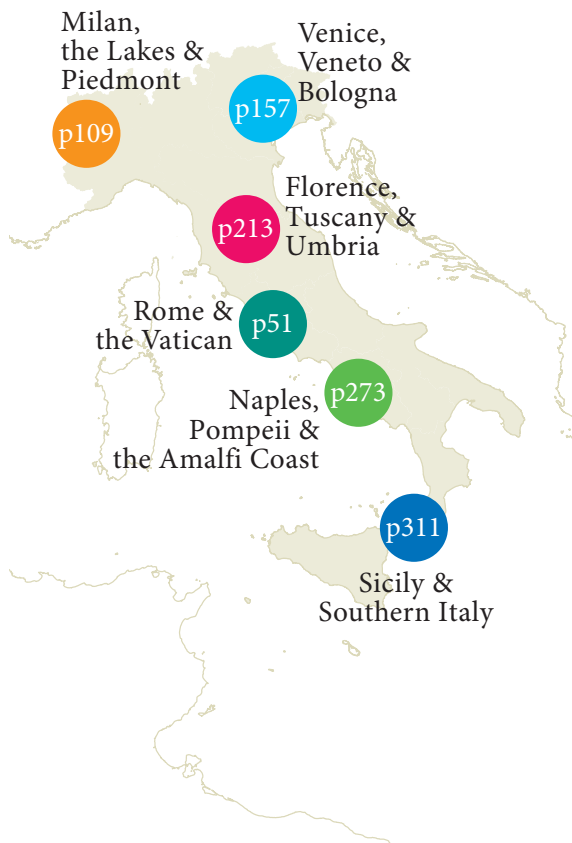 Milan,
the Lakes &
Piedmont
p109
Venice,
Veneto &
Bologna
p157
Florence,
Tuscany &
Umbria
p213
Rome &
the Vatican
p51
Naples,
Pompeii &
the Amalfi Coast
p273
p311
Sicily &
Southern Italy